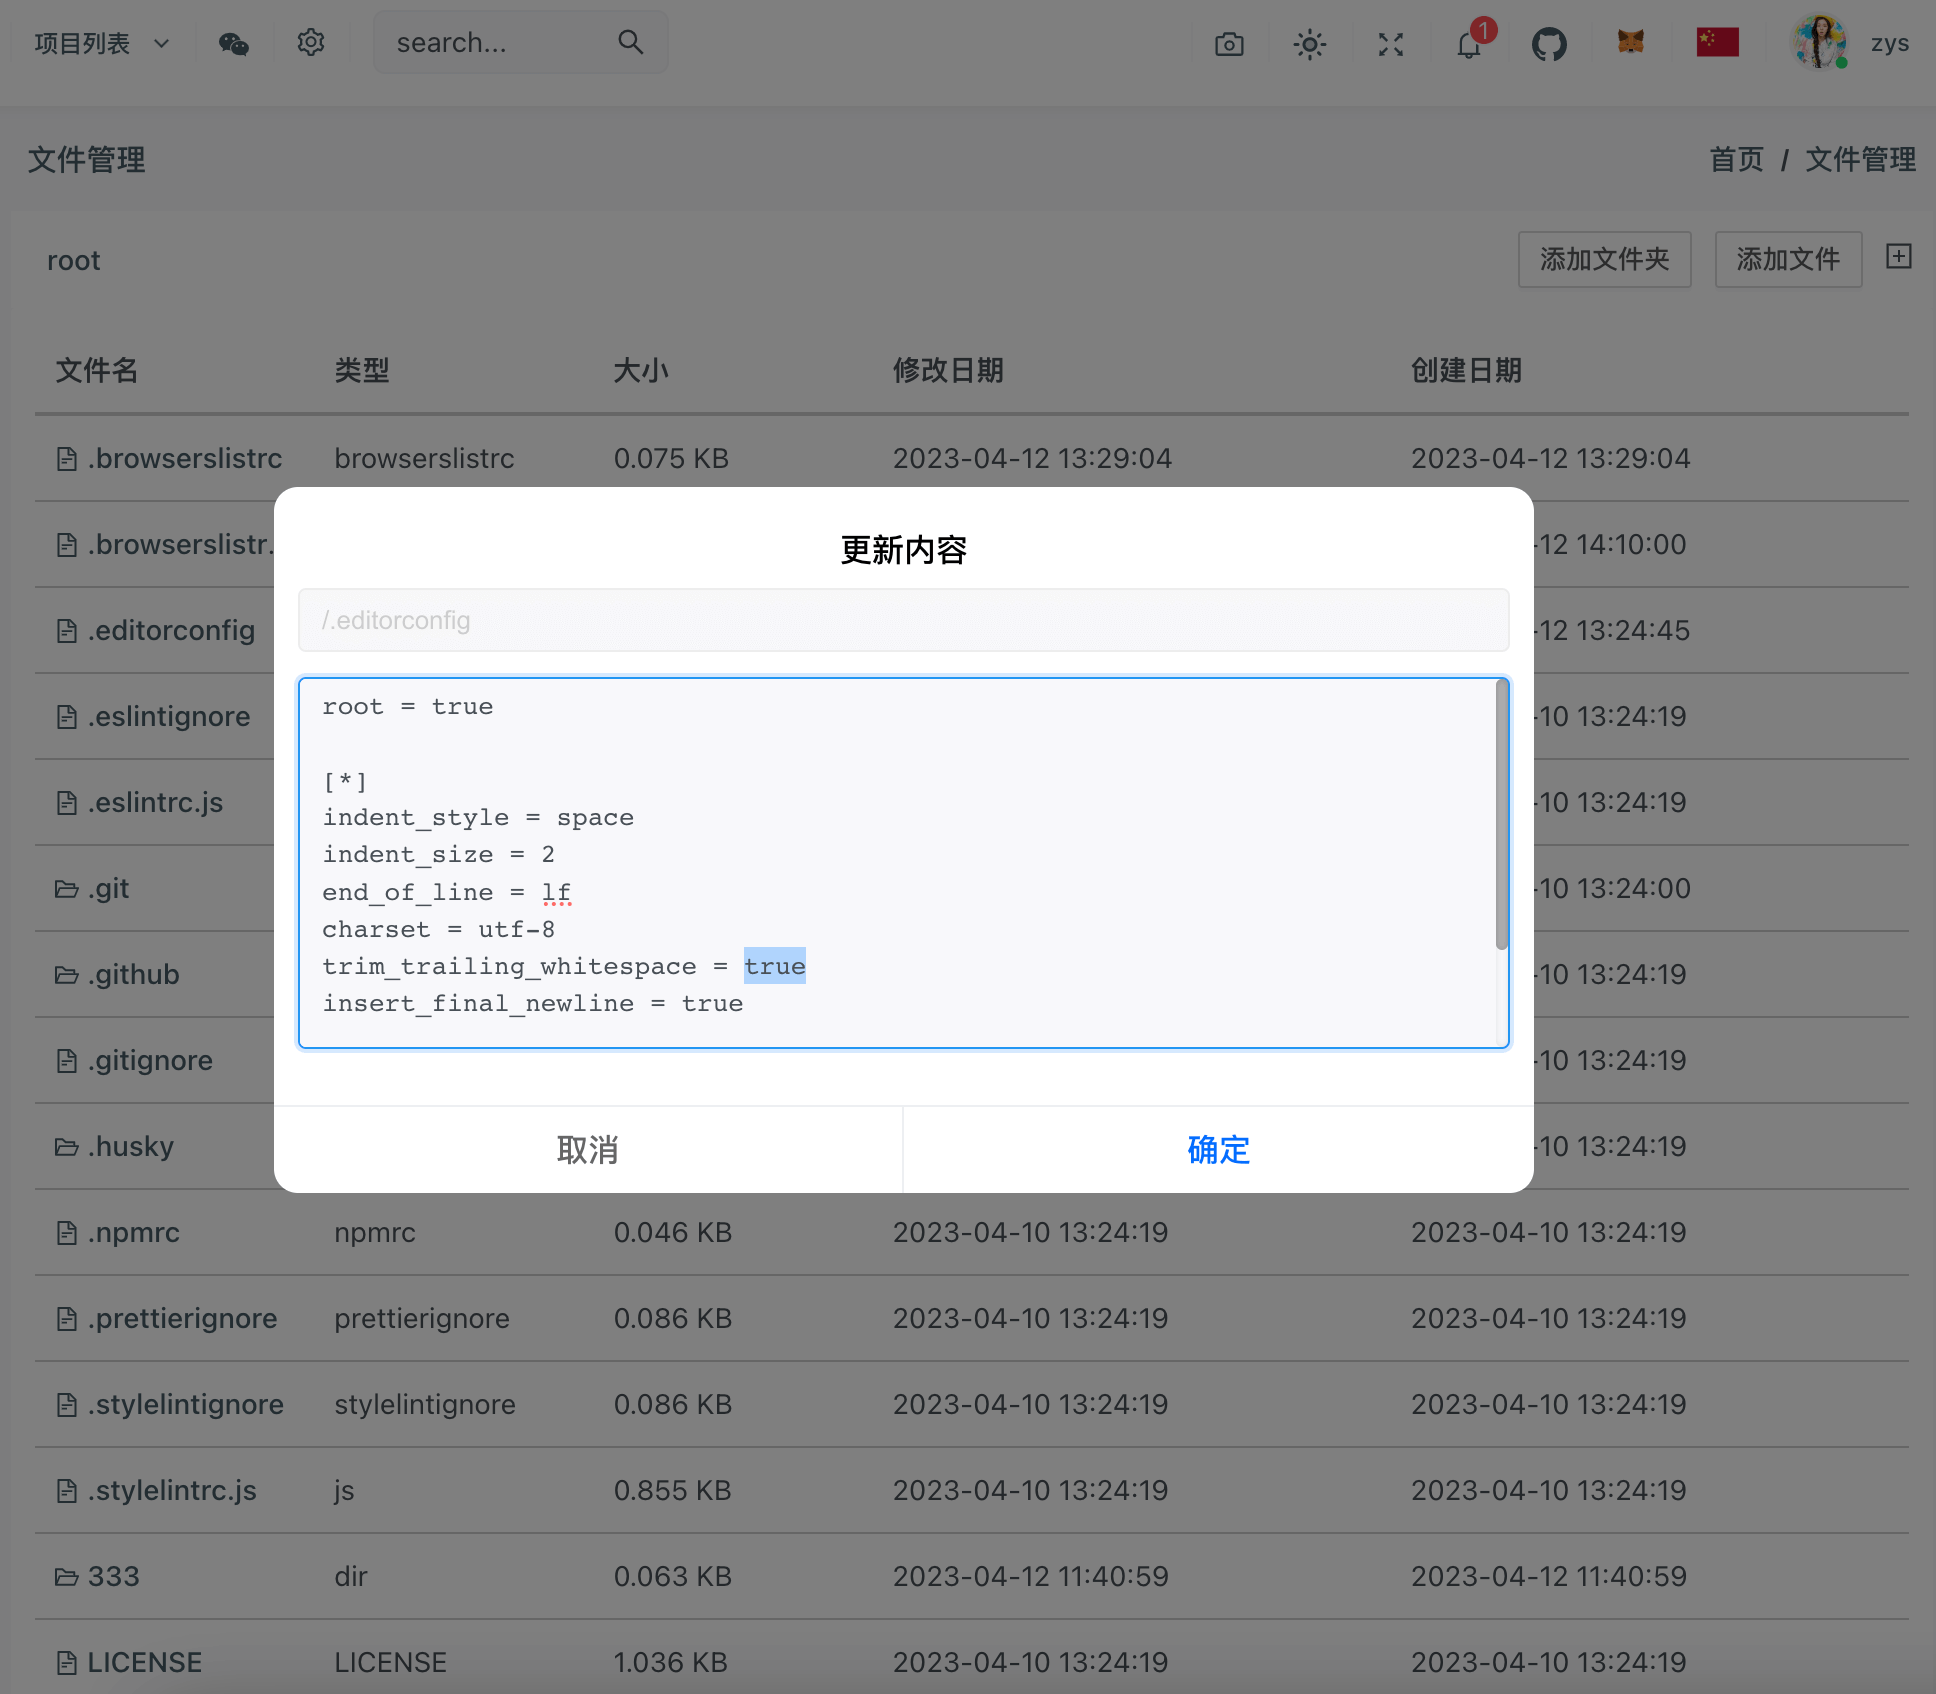 项目列表 search... 1 zys
文件管理 首页 / 文件管理
root 添加文件夹 添加文件
文件名 类型 大小 修改日期 创建日期
.browserslistrc browserslistrc 0.075 KB 2023-04-12 13:29:04 2023-04-12 13:29:04
.browserslistr. -12 14:10:00
.editorconfig -12 13:24:45
.eslintignore -10 13:24:19
.eslintrc.js -10 13:24:19
.git -10 13:24:00
.github -10 13:24:19
.gitignore -10 13:24:19
.husky -10 13:24:19
更新内容
/.editorconfig
root = true
[*]
indent_style = space
indent_size = 2
end_of_line = lf
charset = utf-8
trim_trailing_whitespace = true
insert_final_newline = true
取消 确定
.npmrc npmrc 0.046 KB 2023-04-10 13:24:19 2023-04-10 13:24:19
.prettierignore prettierignore 0.086 KB 2023-04-10 13:24:19 2023-04-10 13:24:19
.stylelintignore stylelintignore 0.086 KB 2023-04-10 13:24:19 2023-04-10 13:24:19
.stylelintrc.js js 0.855 KB 2023-04-10 13:24:19 2023-04-10 13:24:19
333 dir 0.063 KB 2023-04-12 11:40:59 2023-04-12 11:40:59
LICENSE LICENSE 1.036 KB 2023-04-10 13:24:19 2023-04-10 13:24:19